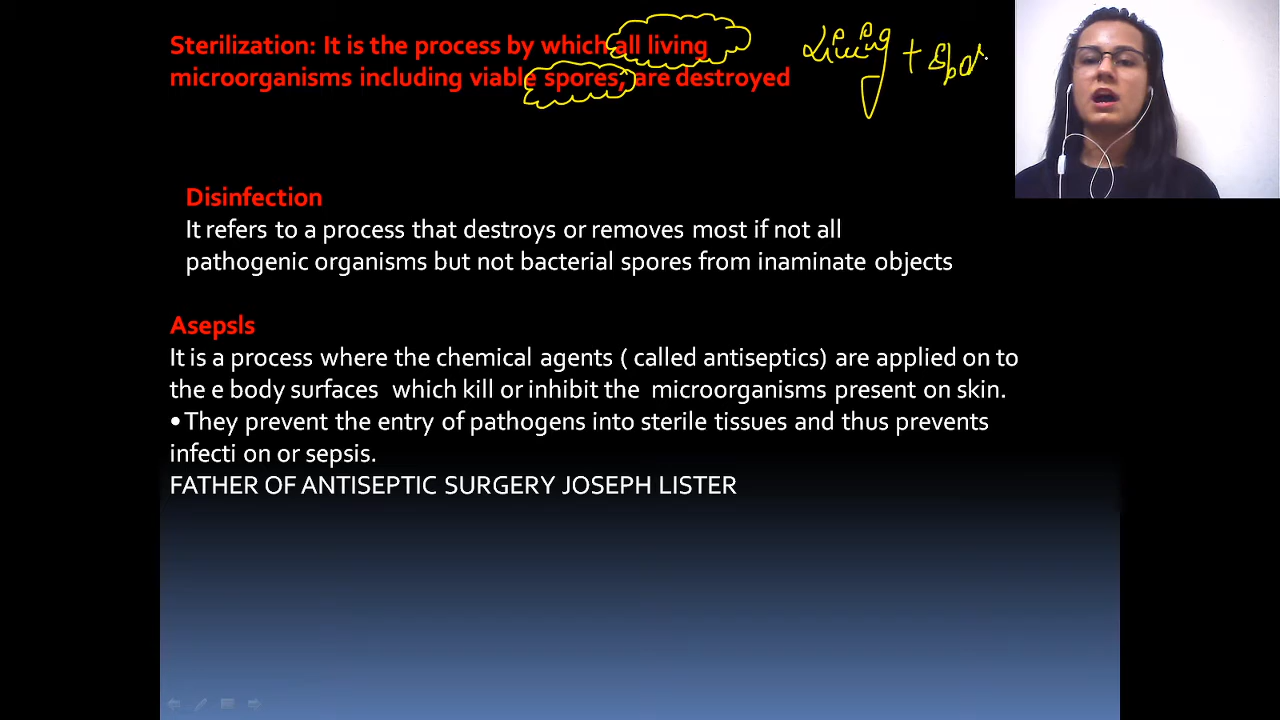 Sterilization: It is the process by which all living
microorganisms including viable spores, are destroyed
Living + Spor
Disinfection
It refers to a process that destroys or removes most if not all
pathogenic organisms but not bacterial spores from inaminate objects
Asepsls
It is a process where the chemical agents ( called antiseptics) are applied on to
the e body surfaces which kill or inhibit the microorganisms present on skin.
•They prevent the entry of pathogens into sterile tissues and thus prevents
infecti on or sepsis.
FATHER OF ANTISEPTIC SURGERY JOSEPH LISTER